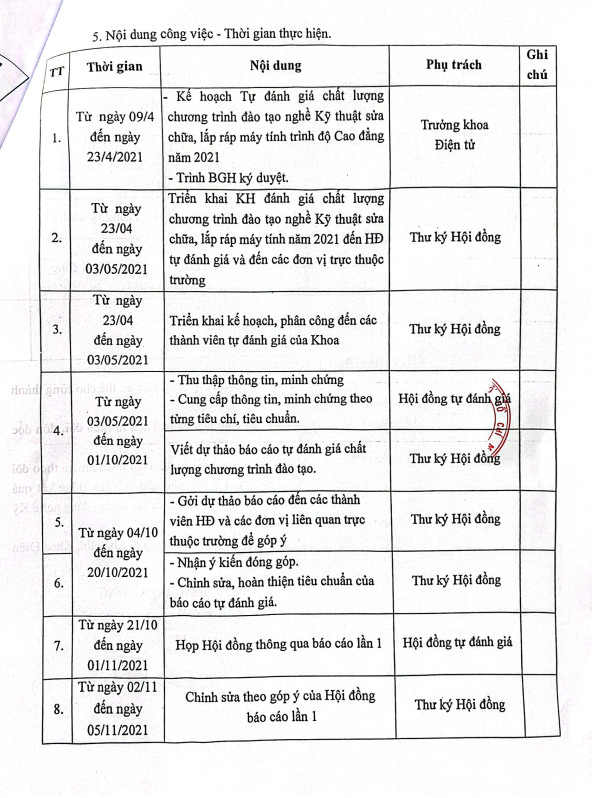 5. Nội dung công việc - Thời gian thực hiện.
TT
Thời gian
Nội dung
Phụ trách
Ghi
chú
1.
Từ ngày 09/4
đến ngày
23/4/2021
- Kế hoạch Tự đánh giá chất lượng
chương trình đào tạo nghề Kỹ thuật sửa
chữa, lắp ráp máy tính trình độ Cao đẳng
năm 2021
- Trình BGH ký duyệt.
Trưởng khoa
Điện tử
2.
Từ ngày
23/04
đến ngày
03/05/2021
Triển khai KH đánh giá chất lượng
chương trình đào tạo nghề Kỹ thuật sửa
chữa, lắp ráp máy tính năm 2021 đến HĐ
tự đánh giá và đến các đơn vị trực thuộc
trường
Thư ký Hội đồng
3.
Từ ngày
23/04
đến ngày
03/05/2021
Triển khai kế hoạch, phân công đến các
thành viên tự đánh giá của Khoa
Thư ký Hội đồng
4.
Từ ngày
03/05/2021
đến ngày
01/10/2021
- Thu thập thông tin, minh chứng
- Cung cấp thông tin, minh chứng theo
từng tiêu chí, tiêu chuẩn.
Hội đồng tự đánh giá
Viết dự thảo báo cáo tự đánh giá chất
lượng chương trình đào tạo.
Thư ký Hội đồng
5.
Từ ngày 04/10
đến ngày
20/10/2021
- Gởi dự thảo báo cáo đến các thành
viên HĐ và các đơn vị liên quan trực
thuộc trường để góp ý
Thư ký Hội đồng
6.
- Nhận ý kiến đóng góp.
- Chỉnh sửa, hoàn thiện tiêu chuẩn của
báo cáo tự đánh giá.
Thư ký Hội đồng
7.
Từ ngày 21/10
đến ngày
01/11/2021
Họp Hội đồng thông qua báo cáo lần 1
Hội đồng tự đánh giá
8.
Từ ngày 02/11
đến ngày
05/11/2021
Chỉnh sửa theo góp ý của Hội đồng
báo cáo lần 1
Thư ký Hội đồng